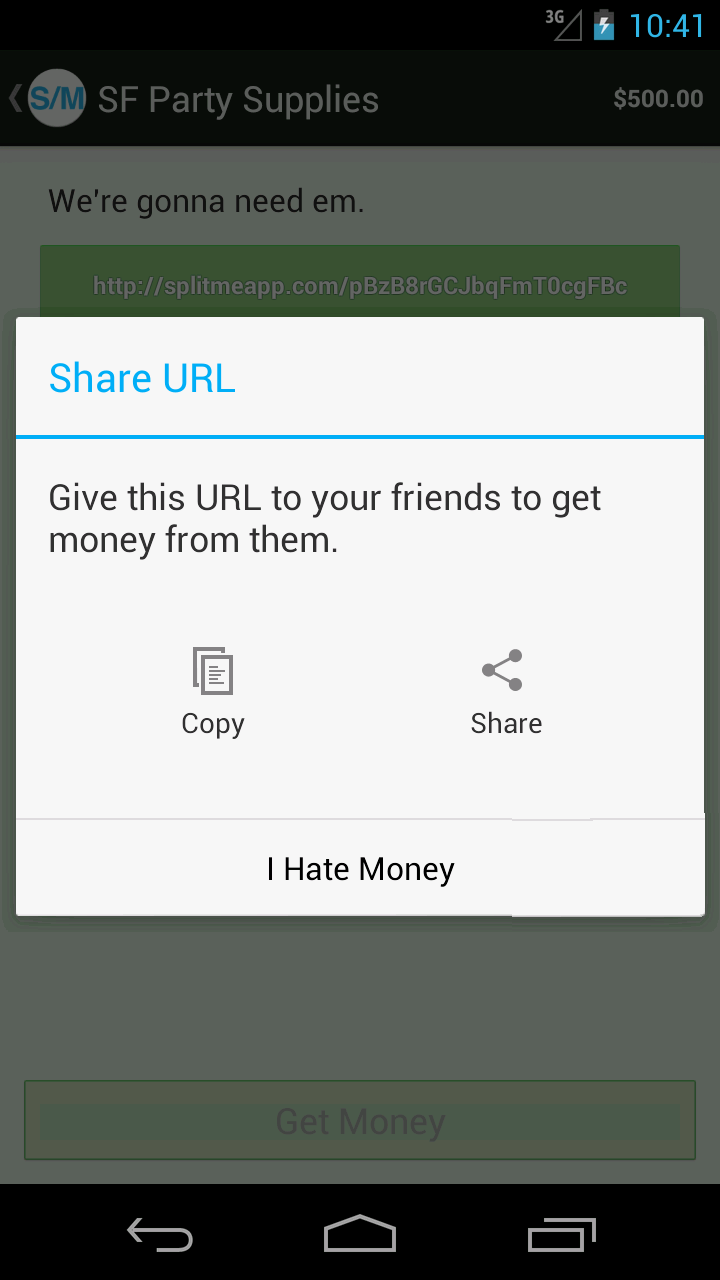 3G 10:41
S/M SF Party Supplies $500.00
We're gonna need em.
http://splitmeapp.com/pBzB8rGCJbqFmT0cgFBc
Share URL
Give this URL to your friends to get
money from them.
Copy Share
I Hate Money
Get Money